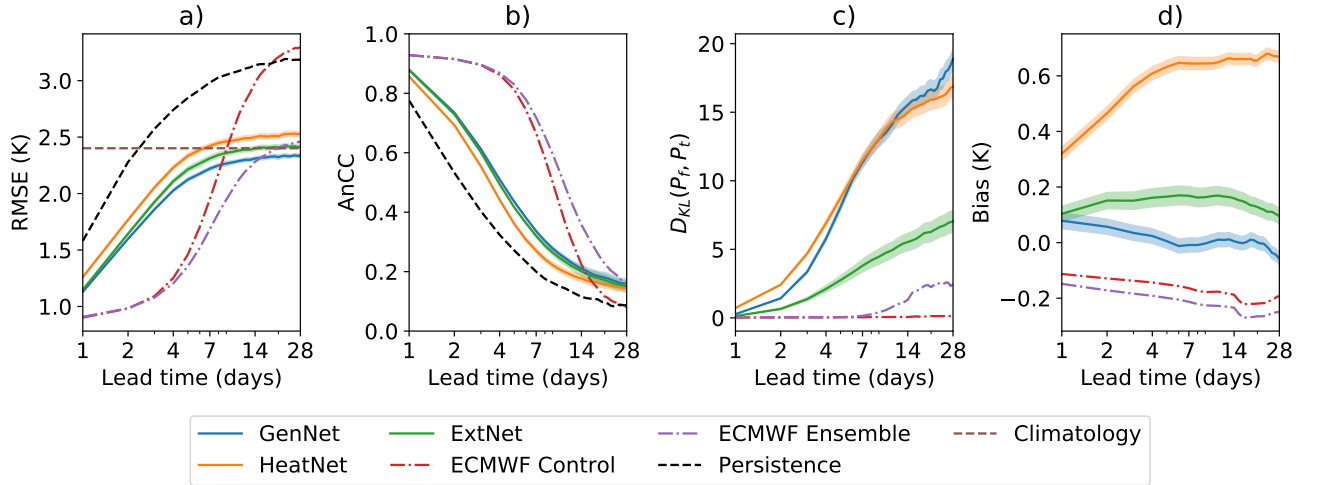 a)
RMSE (K)
3.0
2.5
2.0
1.5
1.0
1 2 4 7 14 28
Lead time (days)
b)
AnCC
1.0
0.8
0.6
0.4
0.2
0.0
1 2 4 7 14 28
Lead time (days)
c)
D_KL(P_f, P_t)
20
15
10
5
0
1 2 4 7 14 28
Lead time (days)
d)
Bias (K)
0.6
0.4
0.2
0.0
−0.2
1 2 4 7 14 28
Lead time (days)
GenNet
HeatNet
ExtNet
ECMWF Control
ECMWF Ensemble
Persistence
Climatology